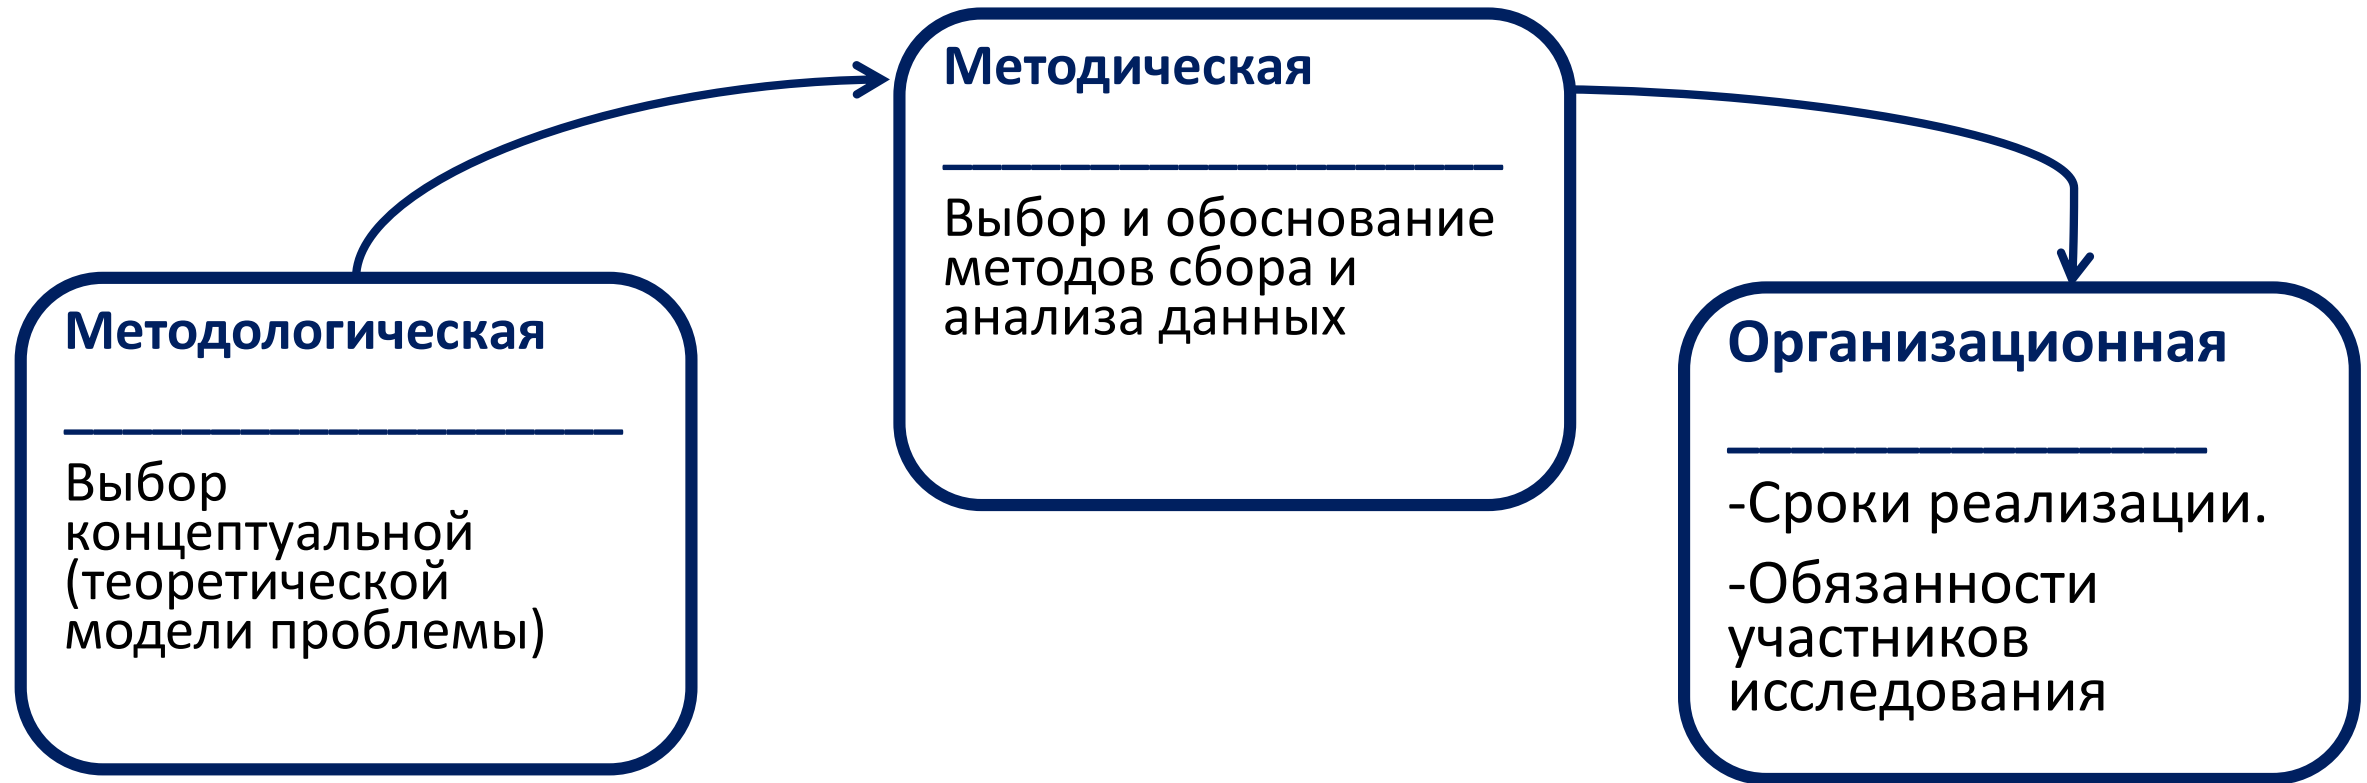 Методологическая
Выбор
концептуальной
(теоретической
модели проблемы)
Методическая
Выбор и обоснование
методов сбора и
анализа данных
Организационная
-Сроки реализации.
-Обязанности
участников
исследования